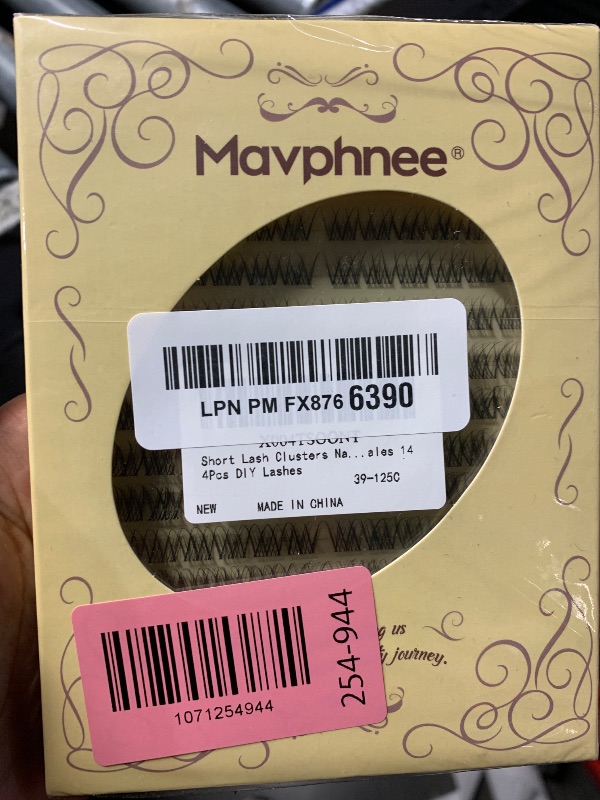 Mavphnee®
LPN PM FX876 6390
Short Lash Clusters Na...ales 14
4Pcs DIY Lashes
39-125C
NEW MADE IN CHINA
254-944
1071254944
us
journey.